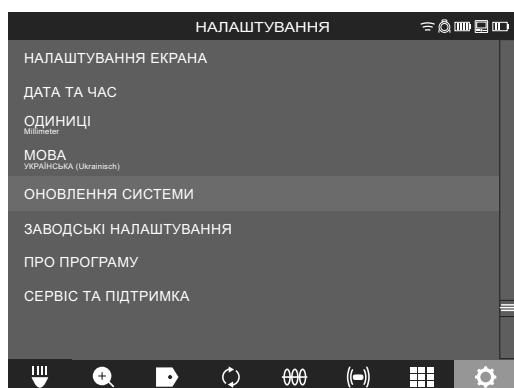 НАЛАШТУВАННЯ
НАЛАШТУВАННЯ ЕКРАНА
ДАТА ТА ЧАС
ОДИНИЦІ
Millimeter
МОВА
УКРАЇНСЬКА (Ukrainisch)
ОНОВЛЕННЯ СИСТЕМИ
ЗАВОДСЬКІ НАЛАШТУВАННЯ
ПРО ПРОГРАМУ
СЕРВІС ТА ПІДТРИМКА